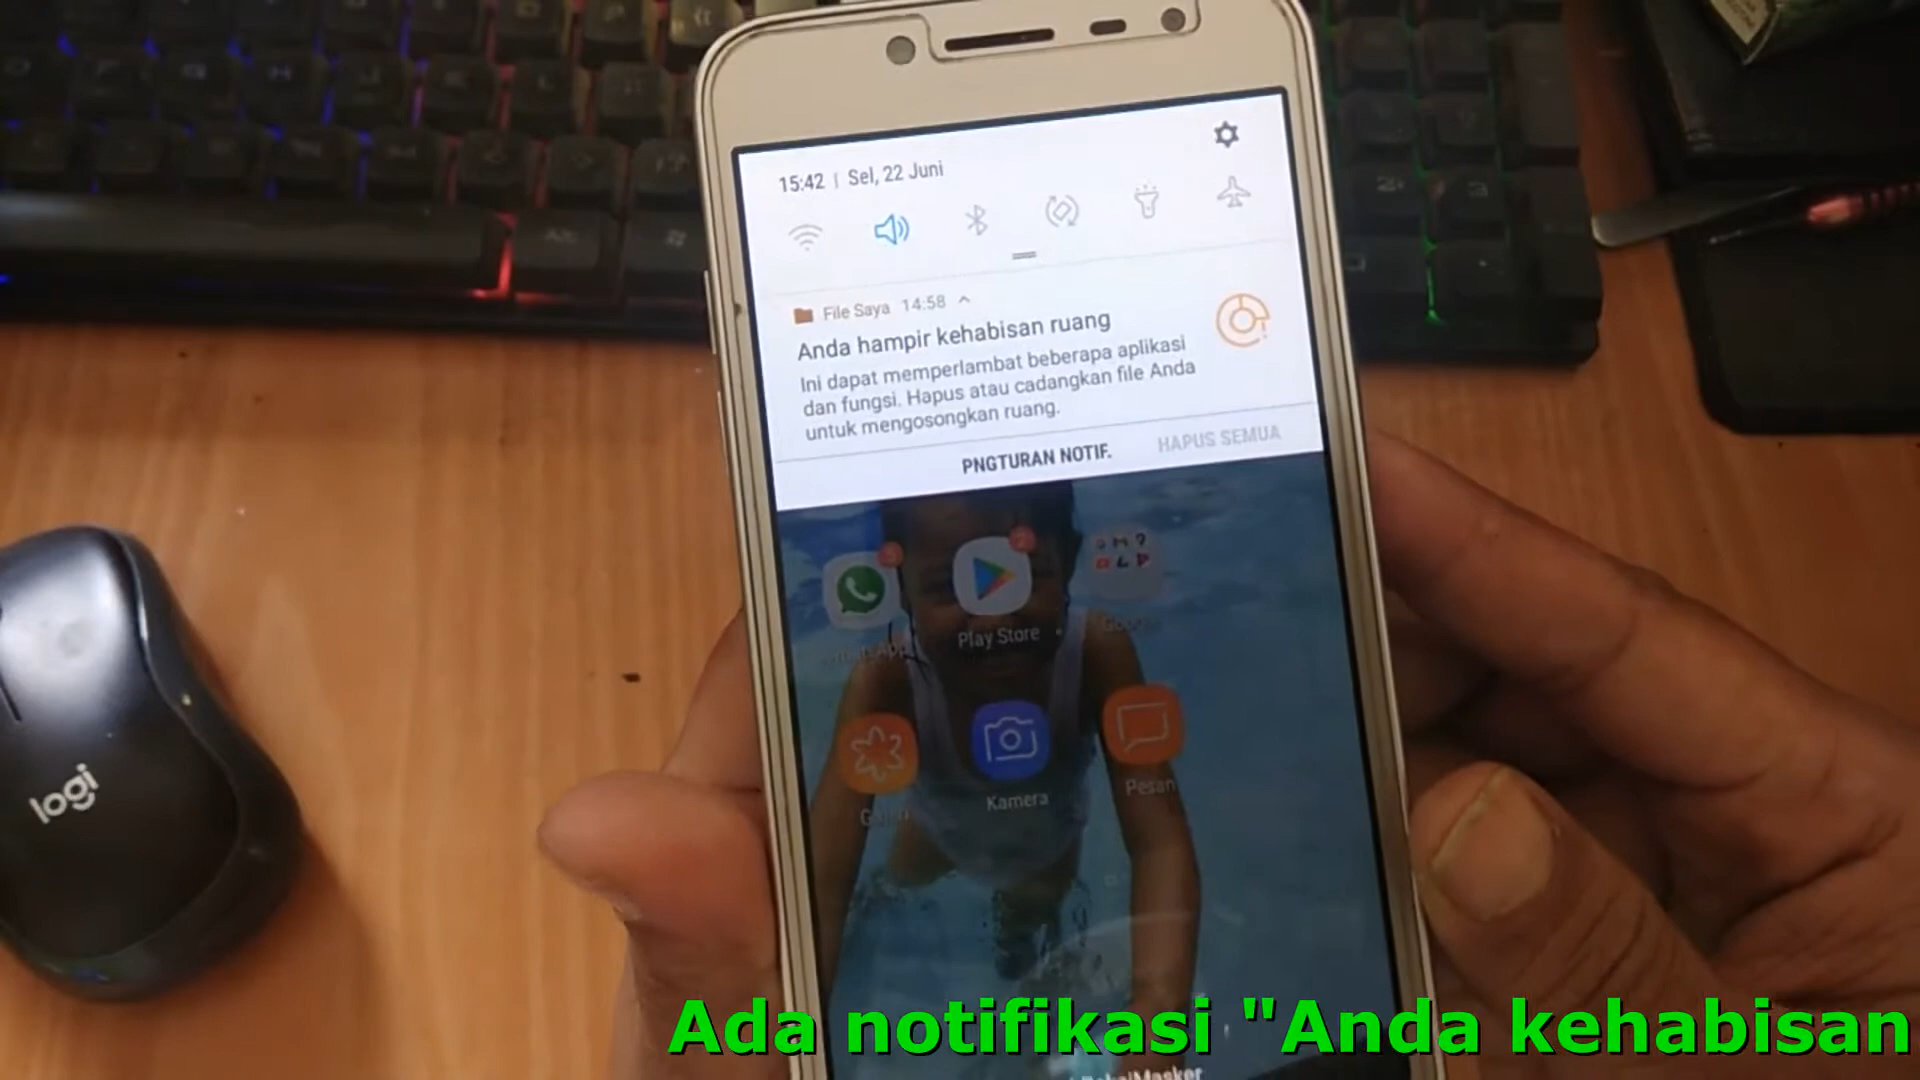 15:42 | Sel, 22 Juni
File Saya 14:58
Anda hampir kehabisan ruang
Ini dapat memperlambat beberapa aplikasi
dan fungsi. Hapus atau cadangkan file Anda
untuk mengosongkan ruang.
PNGTURAN NOTIF. HAPUS SEMUA
WhatsApp Play Store Google
Kamera Pesan
logi
Ada notifikasi "Anda kehabisan